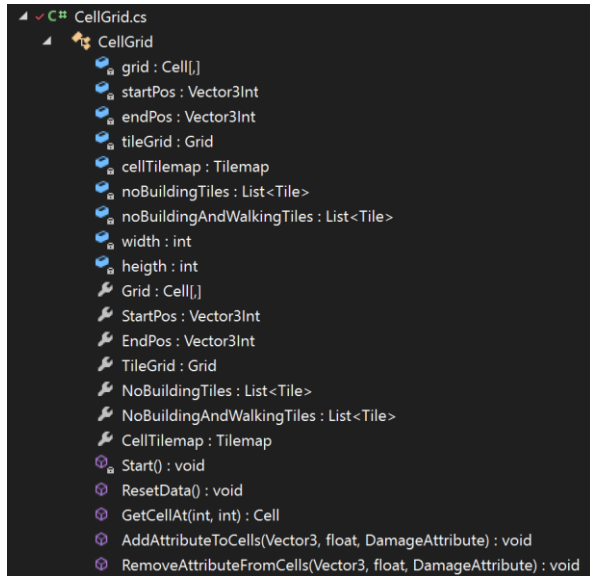 C# CellGrid.cs
CellGrid
grid : Cell[,]
startPos : Vector3Int
endPos : Vector3Int
tileGrid : Grid
cellTilemap : Tilemap
noBuildingTiles : List<Tile>
noBuildingAndWalkingTiles : List<Tile>
width : int
heigth : int
Grid : Cell[,]
StartPos : Vector3Int
EndPos : Vector3Int
TileGrid : Grid
NoBuildingTiles : List<Tile>
NoBuildingAndWalkingTiles : List<Tile>
CellTilemap : Tilemap
Start() : void
ResetData() : void
GetCellAt(int, int) : Cell
AddAttributeToCells(Vector3, float, DamageAttribute) : void
RemoveAttributeFromCells(Vector3, float, DamageAttribute) : void